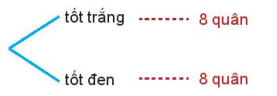 tốt trắng -------- 8 quân
tốt đen -------- 8 quân